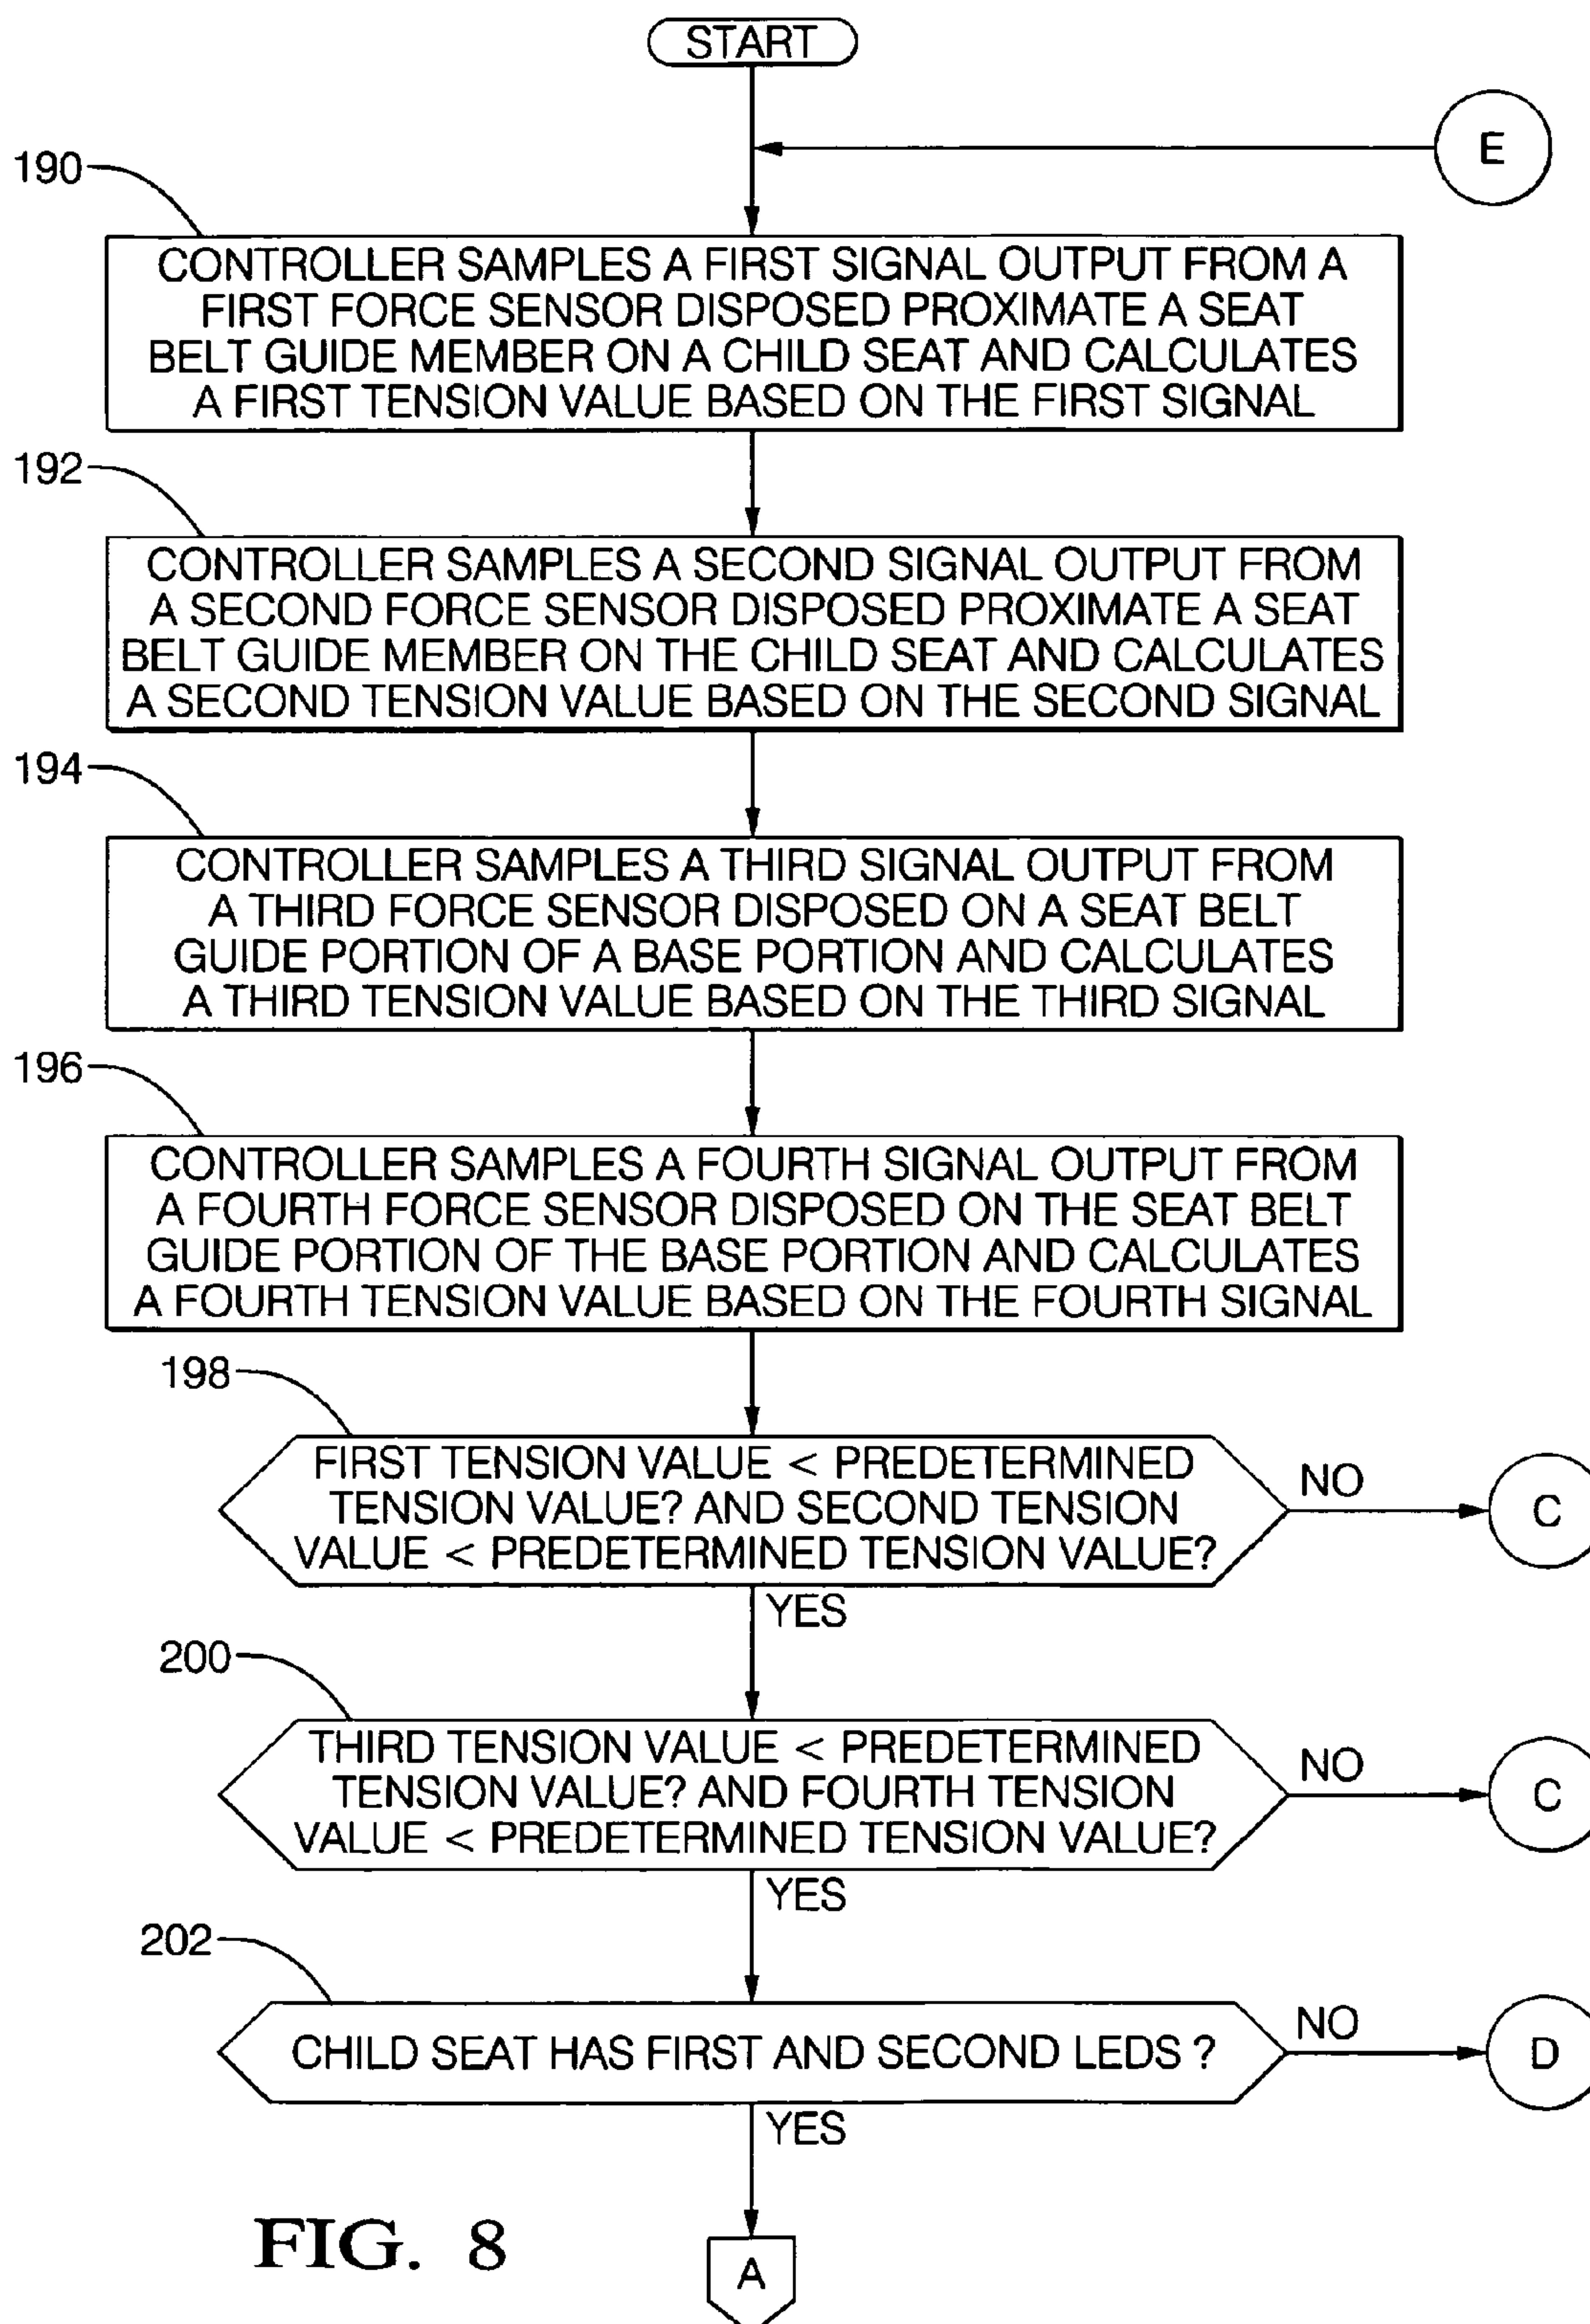 START
E
190
CONTROLLER SAMPLES A FIRST SIGNAL OUTPUT FROM A
FIRST FORCE SENSOR DISPOSED PROXIMATE A SEAT
BELT GUIDE MEMBER ON A CHILD SEAT AND CALCULATES
A FIRST TENSION VALUE BASED ON THE FIRST SIGNAL
192
CONTROLLER SAMPLES A SECOND SIGNAL OUTPUT FROM
A SECOND FORCE SENSOR DISPOSED PROXIMATE A SEAT
BELT GUIDE MEMBER ON THE CHILD SEAT AND CALCULATES
A SECOND TENSION VALUE BASED ON THE SECOND SIGNAL
194
CONTROLLER SAMPLES A THIRD SIGNAL OUTPUT FROM
A THIRD FORCE SENSOR DISPOSED ON A SEAT BELT
GUIDE PORTION OF A BASE PORTION AND CALCULATES
A THIRD TENSION VALUE BASED ON THE THIRD SIGNAL
196
CONTROLLER SAMPLES A FOURTH SIGNAL OUTPUT FROM
A FOURTH FORCE SENSOR DISPOSED ON THE SEAT BELT
GUIDE PORTION OF THE BASE PORTION AND CALCULATES
A FOURTH TENSION VALUE BASED ON THE FOURTH SIGNAL
198
FIRST TENSION VALUE < PREDETERMINED
TENSION VALUE? AND SECOND TENSION
VALUE < PREDETERMINED TENSION VALUE?
NO
C
YES
200
THIRD TENSION VALUE < PREDETERMINED
TENSION VALUE? AND FOURTH TENSION
VALUE < PREDETERMINED TENSION VALUE?
NO
C
YES
202
CHILD SEAT HAS FIRST AND SECOND LEDS ?
NO
D
YES
A
FIG. 8